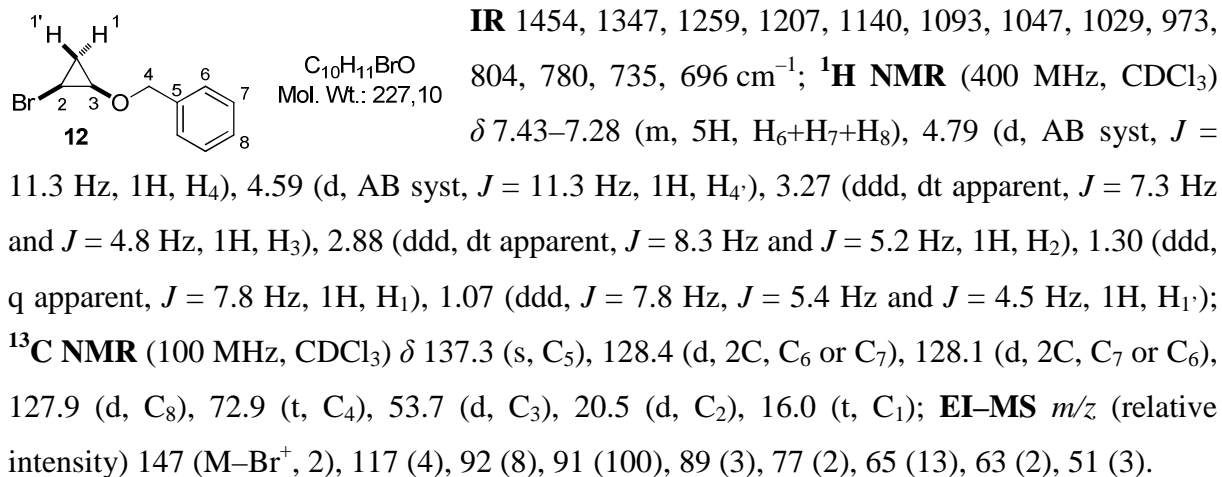 1' 1
H H
4 6
5 7
Br 2 3 O 8
12
C₁₀H₁₁BrO
Mol. Wt.: 227,10
IR 1454, 1347, 1259, 1207, 1140, 1093, 1047, 1029, 973,
804, 780, 735, 696 cm⁻¹; ¹H NMR (400 MHz, CDCl₃)
δ 7.43–7.28 (m, 5H, H₆+H₇+H₈), 4.79 (d, AB syst, J =
11.3 Hz, 1H, H₄), 4.59 (d, AB syst, J = 11.3 Hz, 1H, H₄'), 3.27 (ddd, dt apparent, J = 7.3 Hz
and J = 4.8 Hz, 1H, H₃), 2.88 (ddd, dt apparent, J = 8.3 Hz and J = 5.2 Hz, 1H, H₂), 1.30 (ddd,
q apparent, J = 7.8 Hz, 1H, H₁), 1.07 (ddd, J = 7.8 Hz, J = 5.4 Hz and J = 4.5 Hz, 1H, H₁');
¹³C NMR (100 MHz, CDCl₃) δ 137.3 (s, C₅), 128.4 (d, 2C, C₆ or C₇), 128.1 (d, 2C, C₇ or C₆),
127.9 (d, C₈), 72.9 (t, C₄), 53.7 (d, C₃), 20.5 (d, C₂), 16.0 (t, C₁); EI–MS m/z (relative
intensity) 147 (M–Br⁺, 2), 117 (4), 92 (8), 91 (100), 89 (3), 77 (2), 65 (13), 63 (2), 51 (3).